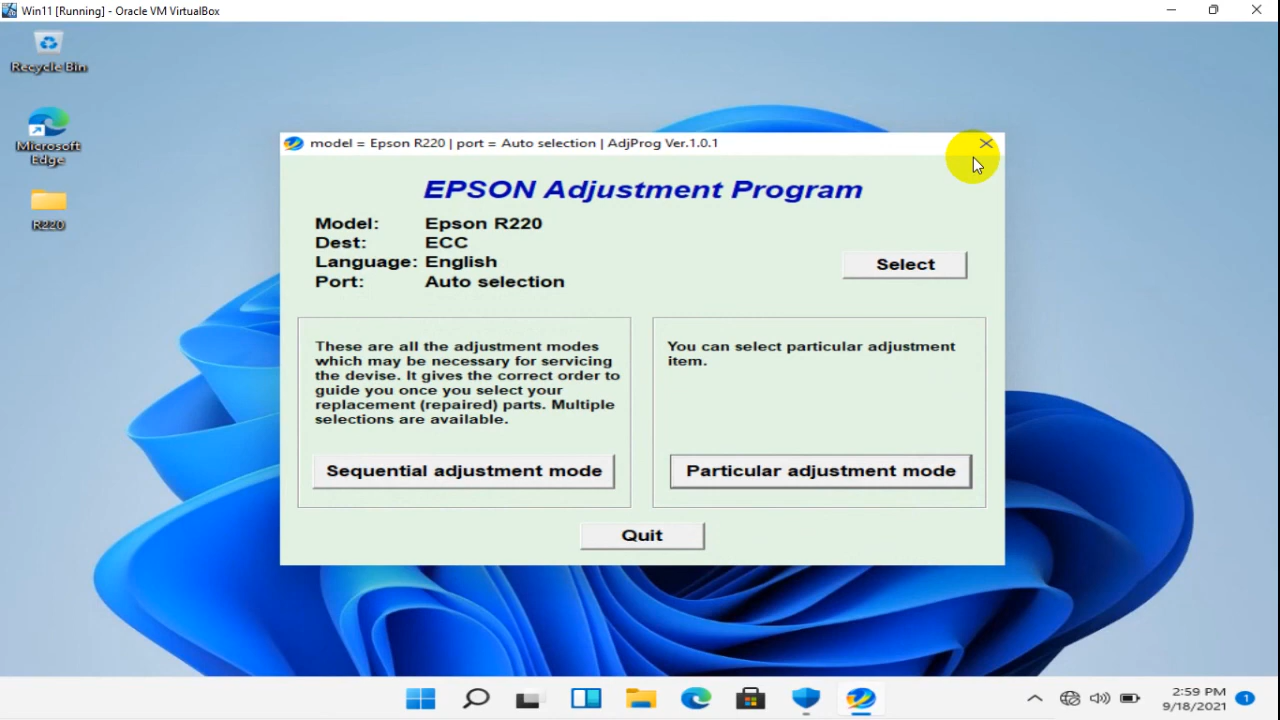 Win11 [Running] - Oracle VM VirtualBox
Recycle Bin
Microsoft
Edge
R220
model = Epson R220 | port = Auto selection | AdjProg Ver.1.0.1
EPSON Adjustment Program
Model: Epson R220
Dest: ECC
Language: English
Port: Auto selection
Select
These are all the adjustment modes
which may be necessary for servicing
the devise. It gives the correct order to
guide you once you select your
replacement (repaired) parts. Multiple
selections are available.
Sequential adjustment mode
You can select particular adjustment
item.
Particular adjustment mode
Quit
2:59 PM
9/18/2021
1